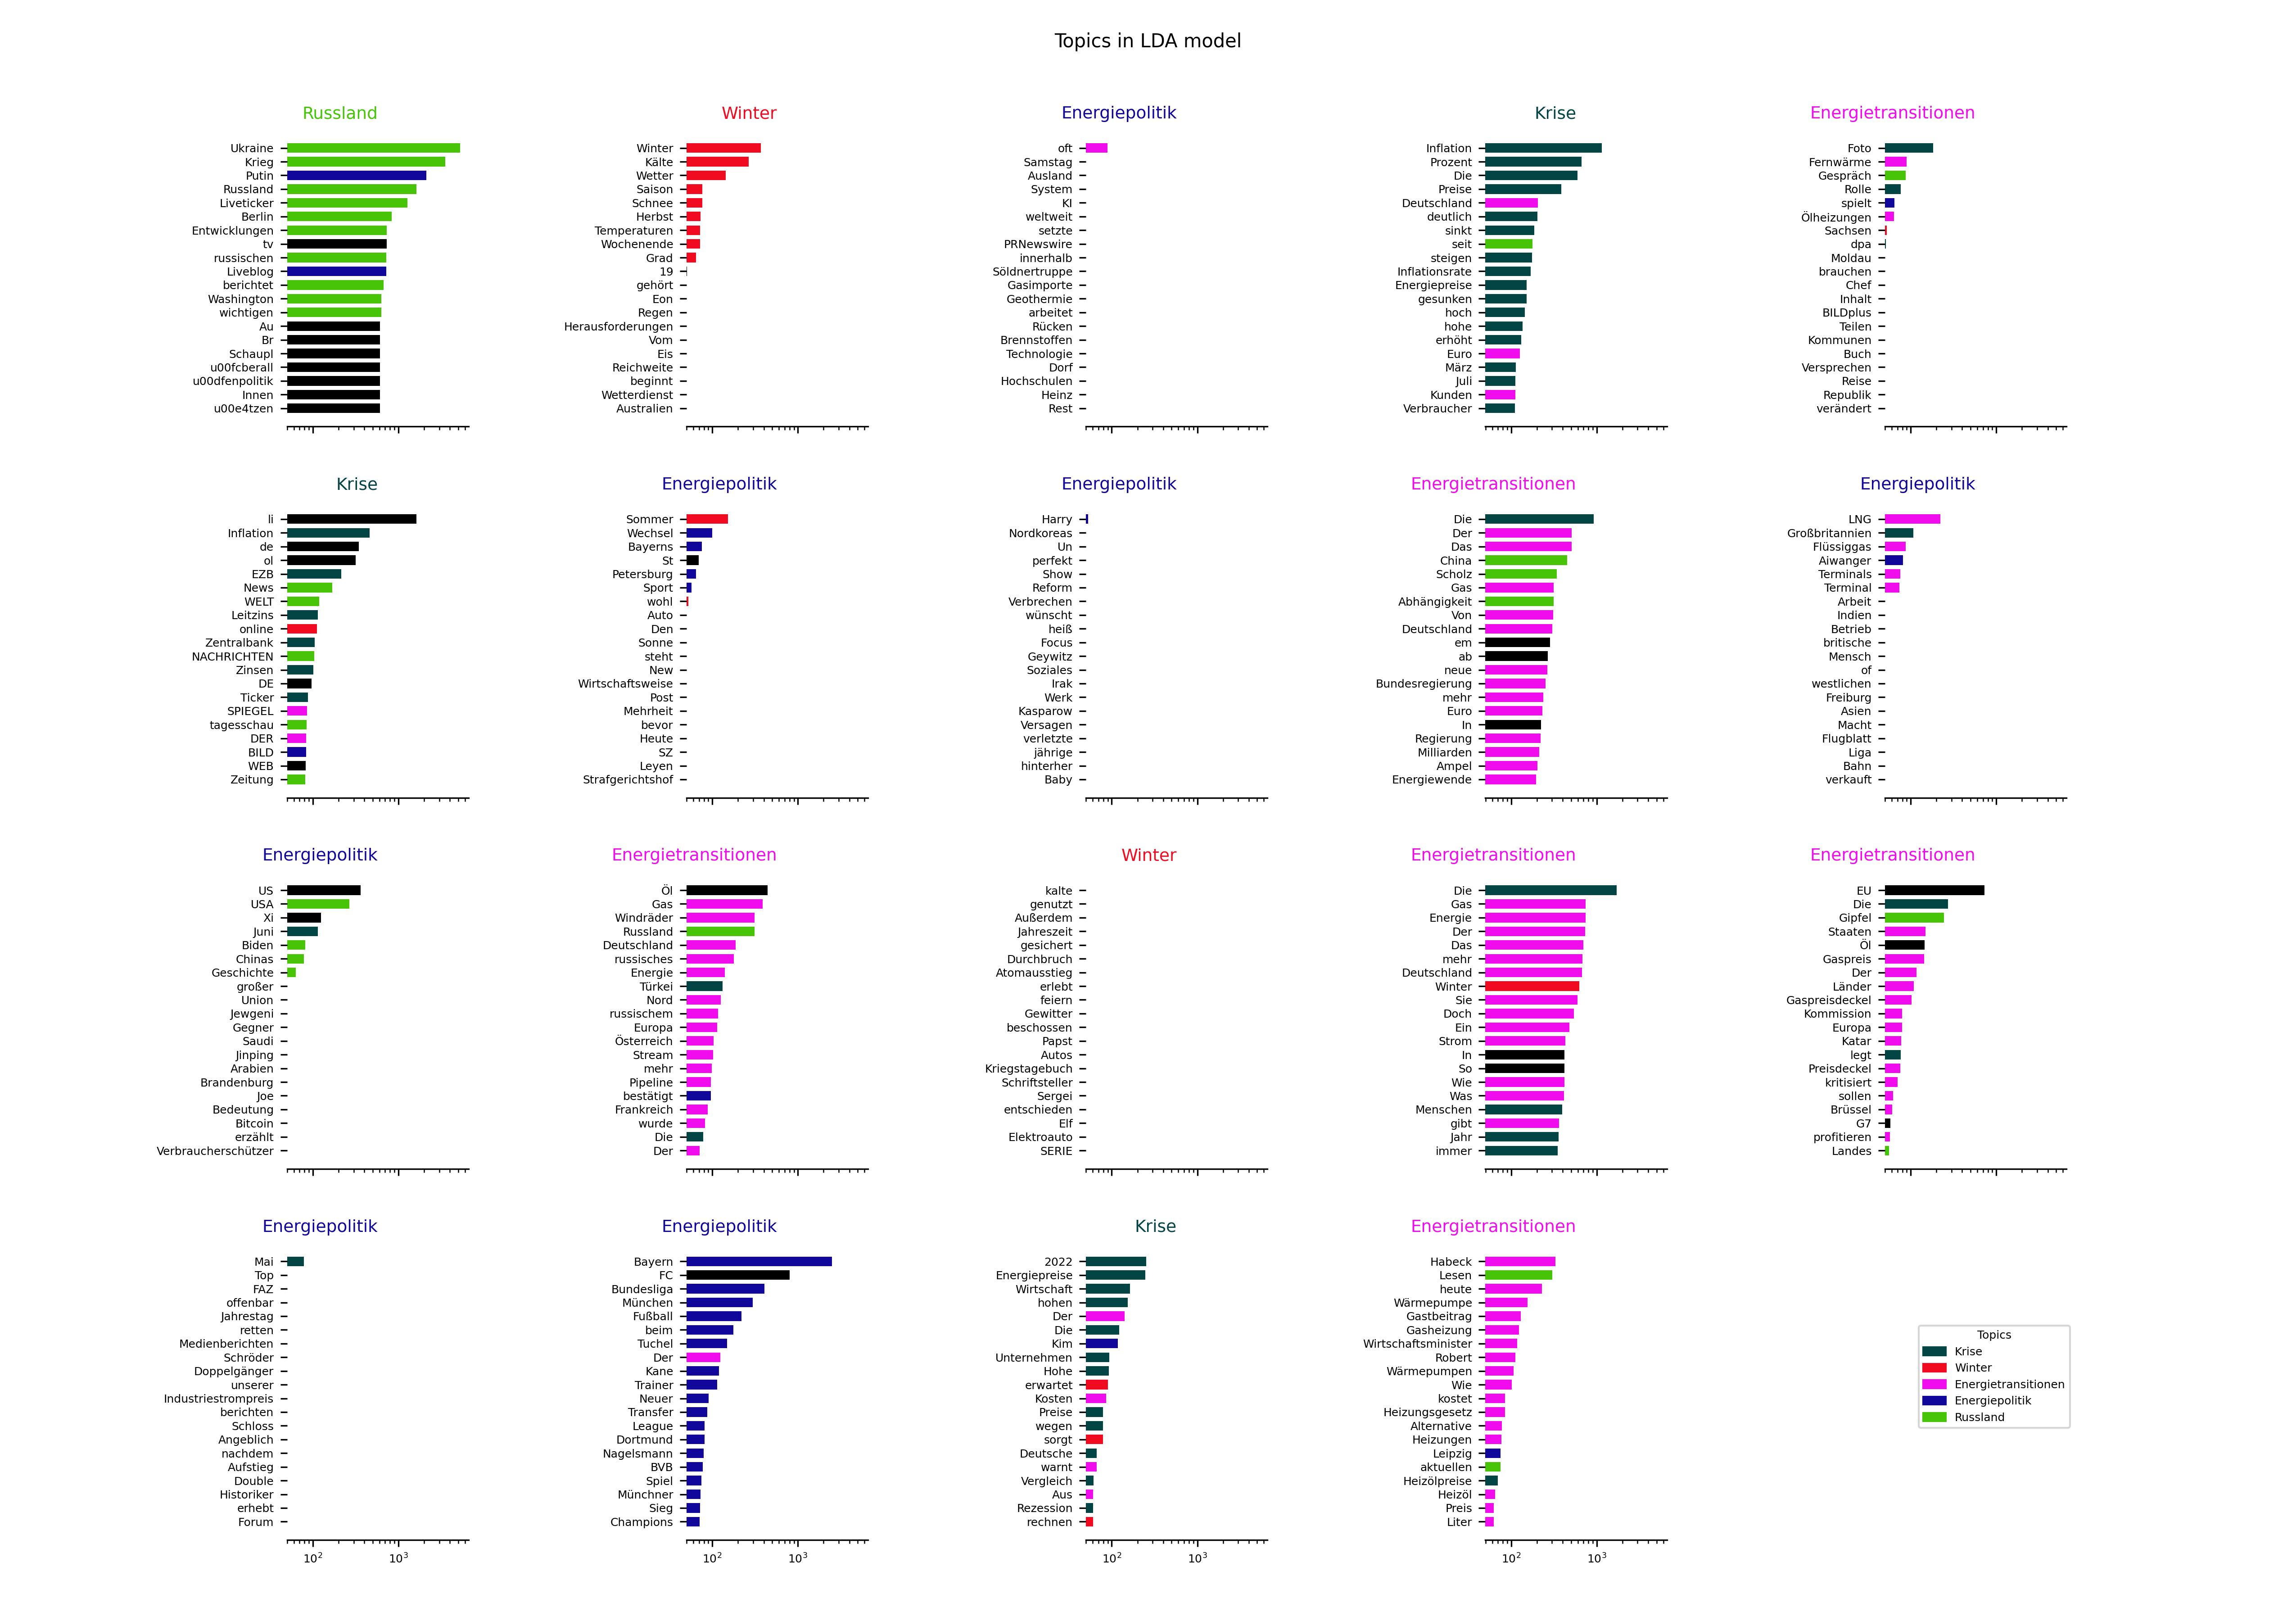 Topics in LDA model
Russland
Ukraine
Krieg
Putin
Russland
Liveticker
Berlin
Entwicklungen
tv
russischen
Liveblog
berichtet
Washington
wichtigen
Au
Br
Schaupl
u00fcberall
u00dfenpolitik
Innen
u00e4tzen
Winter
Winter
Kälte
Wetter
Saison
Schnee
Herbst
Temperaturen
Wochenende
Grad
19
gehört
Eon
Regen
Herausforderungen
Vom
Eis
Reichweite
beginnt
Wetterdienst
Australien
Energiepolitik
oft
Samstag
Ausland
System
KI
weltweit
setzte
PRNewswire
innerhalb
Söldnertruppe
Gasimporte
Geothermie
arbeitet
Rücken
Brennstoffen
Technologie
Dorf
Hochschulen
Heinz
Rest
Krise
Inflation
Prozent
Die
Preise
Deutschland
deutlich
sinkt
seit
steigen
Inflationsrate
Energiepreise
gesunken
hoch
hohe
erhöht
Euro
März
Juli
Kunden
Verbraucher
Energietransitionen
Foto
Fernwärme
Gespräch
Rolle
spielt
Ölheizungen
Sachsen
dpa
Moldau
brauchen
Chef
Inhalt
BILDplus
Teilen
Kommunen
Buch
Versprechen
Reise
Republik
verändert
Krise
li
Inflation
de
ol
EZB
News
WELT
Leitzins
online
Zentralbank
NACHRICHTEN
Zinsen
DE
Ticker
SPIEGEL
tagesschau
DER
BILD
WEB
Zeitung
Energiepolitik
Sommer
Wechsel
Bayerns
St
Petersburg
Sport
wohl
Auto
Den
Sonne
steht
New
Wirtschaftsweise
Post
Mehrheit
bevor
Heute
SZ
Leyen
Strafgerichtshof
Energiepolitik
Harry
Nordkoreas
Un
perfekt
Show
Reform
Verbrechen
wünscht
heiß
Focus
Geywitz
Soziales
Irak
Werk
Kasparow
Versagen
verletzte
jährige
hinterher
Baby
Energietransitionen
Die
Der
Das
China
Scholz
Gas
Abhängigkeit
Von
Deutschland
em
ab
neue
Bundesregierung
mehr
Euro
In
Regierung
Milliarden
Ampel
Energiewende
Energiepolitik
LNG
Großbritannien
Flüssiggas
Aiwanger
Terminals
Terminal
Arbeit
Indien
Betrieb
britische
Mensch
of
westlichen
Freiburg
Asien
Macht
Flugblatt
Liga
Bahn
verkauft
Energiepolitik
US
USA
Xi
Juni
Biden
Chinas
Geschichte
großer
Union
Jewgeni
Gegner
Saudi
Jinping
Arabien
Brandenburg
Joe
Bedeutung
Bitcoin
erzählt
Verbraucherschützer
Energietransitionen
Öl
Gas
Windräder
Russland
Deutschland
russisches
Energie
Türkei
Nord
russischem
Europa
Österreich
Stream
mehr
Pipeline
bestätigt
Frankreich
wurde
Die
Der
Winter
kalte
genutzt
Außerdem
Jahreszeit
gesichert
Durchbruch
Atomausstieg
erlebt
feiern
Gewitter
beschossen
Papst
Autos
Kriegstagebuch
Schriftsteller
Sergei
entschieden
Elf
Elektroauto
SERIE
Energietransitionen
Die
Gas
Energie
Der
Das
mehr
Deutschland
Winter
Sie
Doch
Ein
Strom
In
So
Wie
Was
Menschen
gibt
Jahr
immer
Energietransitionen
EU
Die
Gipfel
Staaten
Öl
Gaspreis
Der
Länder
Gaspreisdeckel
Kommission
Europa
Katar
legt
Preisdeckel
kritisiert
sollen
Brüssel
G7
profitieren
Landes
Energiepolitik
Mai
Top
FAZ
offenbar
Jahrestag
retten
Medienberichten
Schröder
Doppelgänger
unserer
Industriestrompreis
berichten
Schloss
Angeblich
nachdem
Aufstieg
Double
Historiker
erhebt
Forum
10² 10³
Energiepolitik
Bayern
FC
Bundesliga
München
Fußball
beim
Tuchel
Der
Kane
Trainer
Neuer
Transfer
League
Dortmund
Nagelsmann
BVB
Spiel
Münchner
Sieg
Champions
10² 10³
Krise
2022
Energiepreise
Wirtschaft
hohen
Der
Die
Kim
Unternehmen
Hohe
erwartet
Kosten
Preise
wegen
sorgt
Deutsche
warnt
Vergleich
Aus
Rezession
rechnen
10² 10³
Energietransitionen
Habeck
Lesen
heute
Wärmepumpe
Gastbeitrag
Gasheizung
Wirtschaftsminister
Robert
Wärmepumpen
Wie
kostet
Heizungsgesetz
Alternative
Heizungen
Leipzig
aktuellen
Heizölpreise
Heizöl
Preis
Liter
10² 10³
Topics
Krise
Winter
Energietransitionen
Energiepolitik
Russland